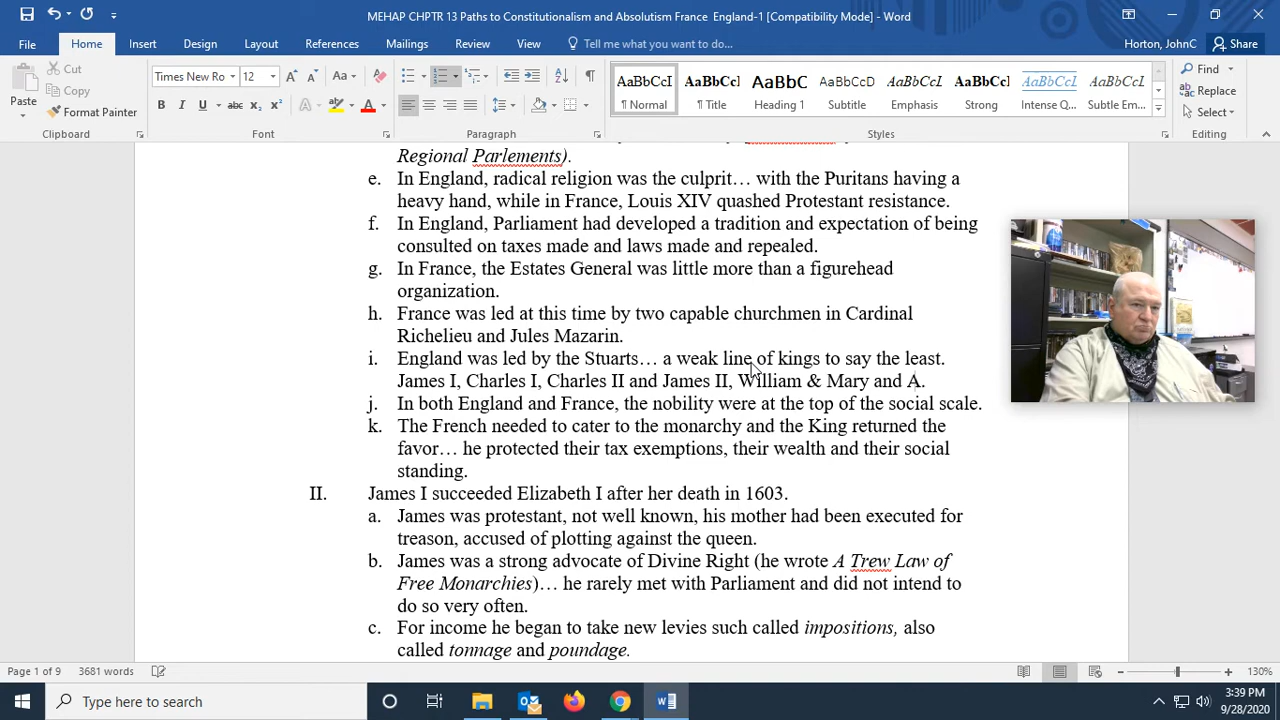 MEHAP CHPTR 13 Paths to Constitutionalism and Absolutism France England-1 [Compatibility Mode] - Word
File Home Insert Design Layout References Mailings Review View Tell me what you want to do... Horton, JohnC Share
Cut
Copy
Format Painter
Paste
Times New Ro 12
AaBbCcI AaBbCcI AaBbC AaBbCcD AaBbCcI AaBbCcI AaBbCcI AaBbCcI
¶ Normal ¶ Title Heading 1 Subtitle Emphasis Strong Intense Q... Subtle Em...
Find
Replace
Select
Clipboard Font Paragraph Styles Editing
Regional Parlements).
e. In England, radical religion was the culprit… with the Puritans having a
heavy hand, while in France, Louis XIV quashed Protestant resistance.
f. In England, Parliament had developed a tradition and expectation of being
consulted on taxes made and laws made and repealed.
g. In France, the Estates General was little more than a figurehead
organization.
h. France was led at this time by two capable churchmen in Cardinal
Richelieu and Jules Mazarin.
i. England was led by the Stuarts… a weak line of kings to say the least.
James I, Charles I, Charles II and James II, William & Mary and A.
j. In both England and France, the nobility were at the top of the social scale.
k. The French needed to cater to the monarchy and the King returned the
favor… he protected their tax exemptions, their wealth and their social
standing.
II. James I succeeded Elizabeth I after her death in 1603.
a. James was protestant, not well known, his mother had been executed for
treason, accused of plotting against the queen.
b. James was a strong advocate of Divine Right (he wrote A Trew Law of
Free Monarchies)… he rarely met with Parliament and did not intend to
do so very often.
c. For income he began to take new levies such called impositions, also
called tonnage and poundage.
Page 1 of 9 3681 words 130%
Type here to search
3:39 PM
9/28/2020